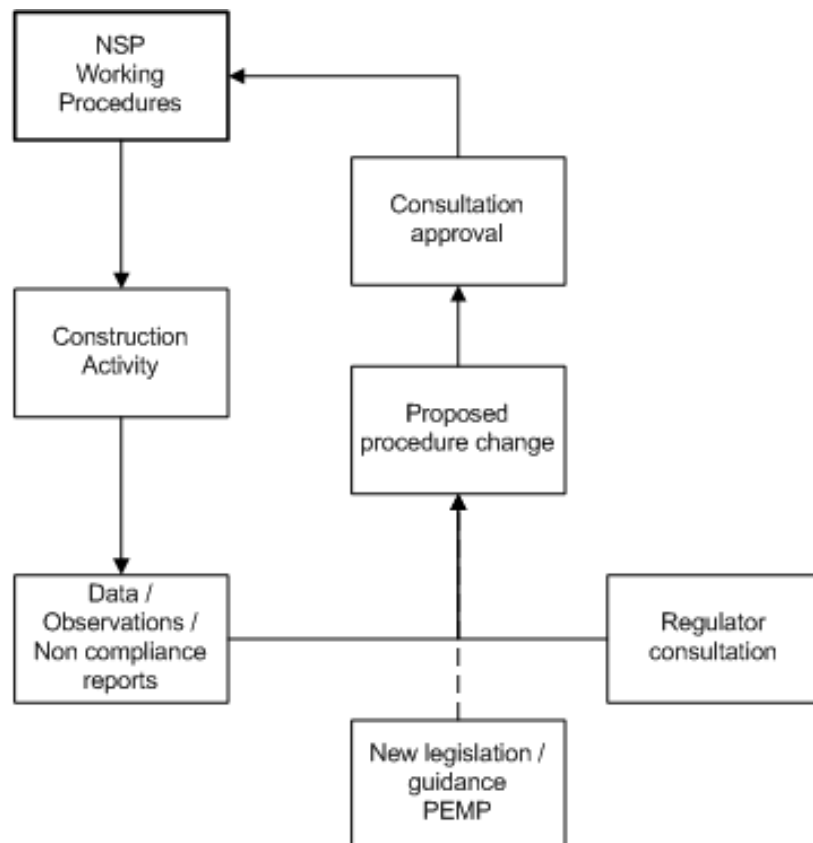 NSP
Working
Procedures
Consultation
approval
Construction
Activity
Proposed
procedure change
Data /
Observations /
Non compliance
reports
Regulator
consultation
New legislation /
guidance
PEMP